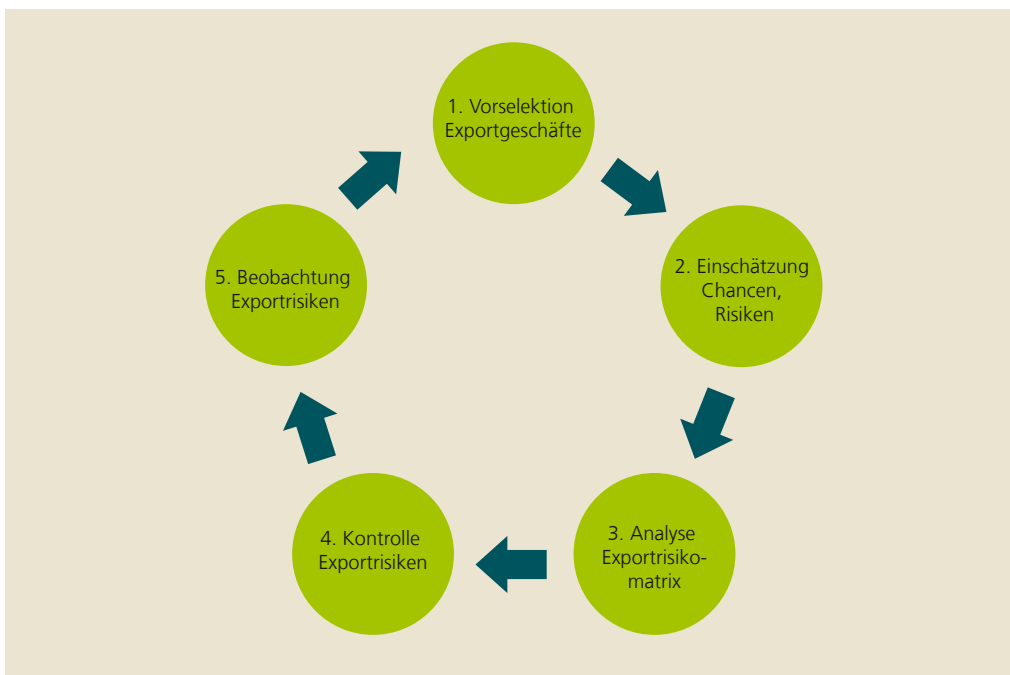 1. Vorselektion
Exportgeschäfte
2. Einschätzung
Chancen,
Risiken
3. Analyse
Exportrisiko-
matrix
4. Kontrolle
Exportrisiken
5. Beobachtung
Exportrisiken